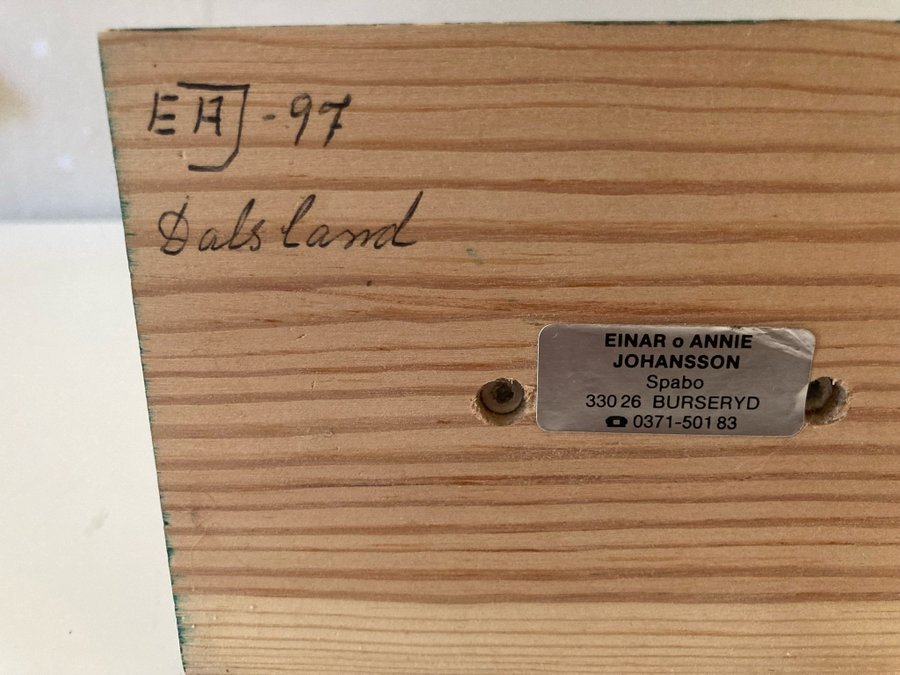 EAJ-97
Dalsland
EINAR o ANNIE
JOHANSSON
Spabo
330 26 BURSERYD
☎ 0371-501 83